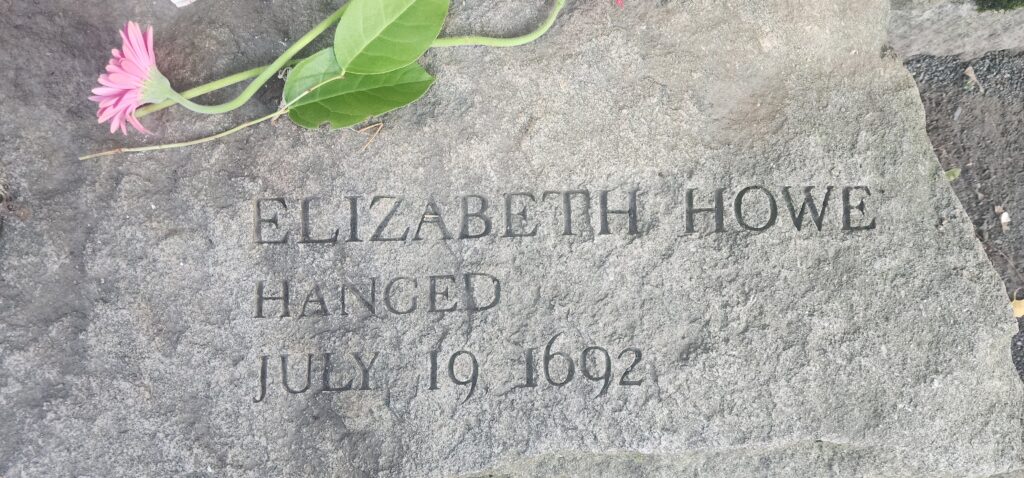 ELIZABETH HOWE
HANGED
JULY 19, 1692